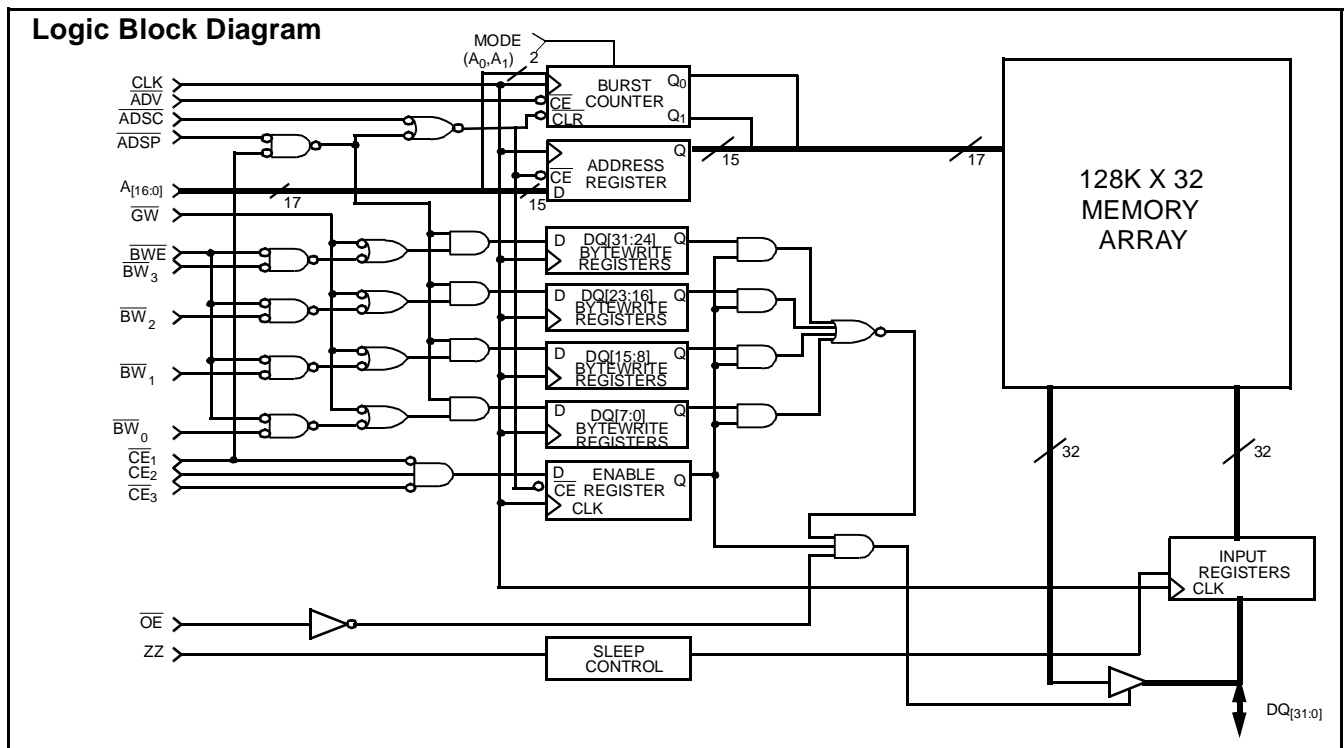 Logic Block Diagram
MODE
(A0,A1)
2
CLK
ADV
ADSC
ADSP
A[16:0]
17
GW
BWE
BW3
BW2
BW1
BW0
CE1
CE2
CE3
OE
ZZ
BURST
COUNTER
CE
CLR
Q0
Q1
ADDRESS
REGISTER
CE
D
Q
15
15
17
D
DQ[31:24]
BYTEWRITE
REGISTERS
Q
D
DQ[23:16]
BYTEWRITE
REGISTERS
Q
D
DQ[15:8]
BYTEWRITE
REGISTERS
Q
D
DQ[7:0]
BYTEWRITE
REGISTERS
Q
D
ENABLE
REGISTER
CE
CLK
Q
SLEEP
CONTROL
128K X 32
MEMORY
ARRAY
32
32
INPUT
REGISTERS
CLK
DQ[31:0]